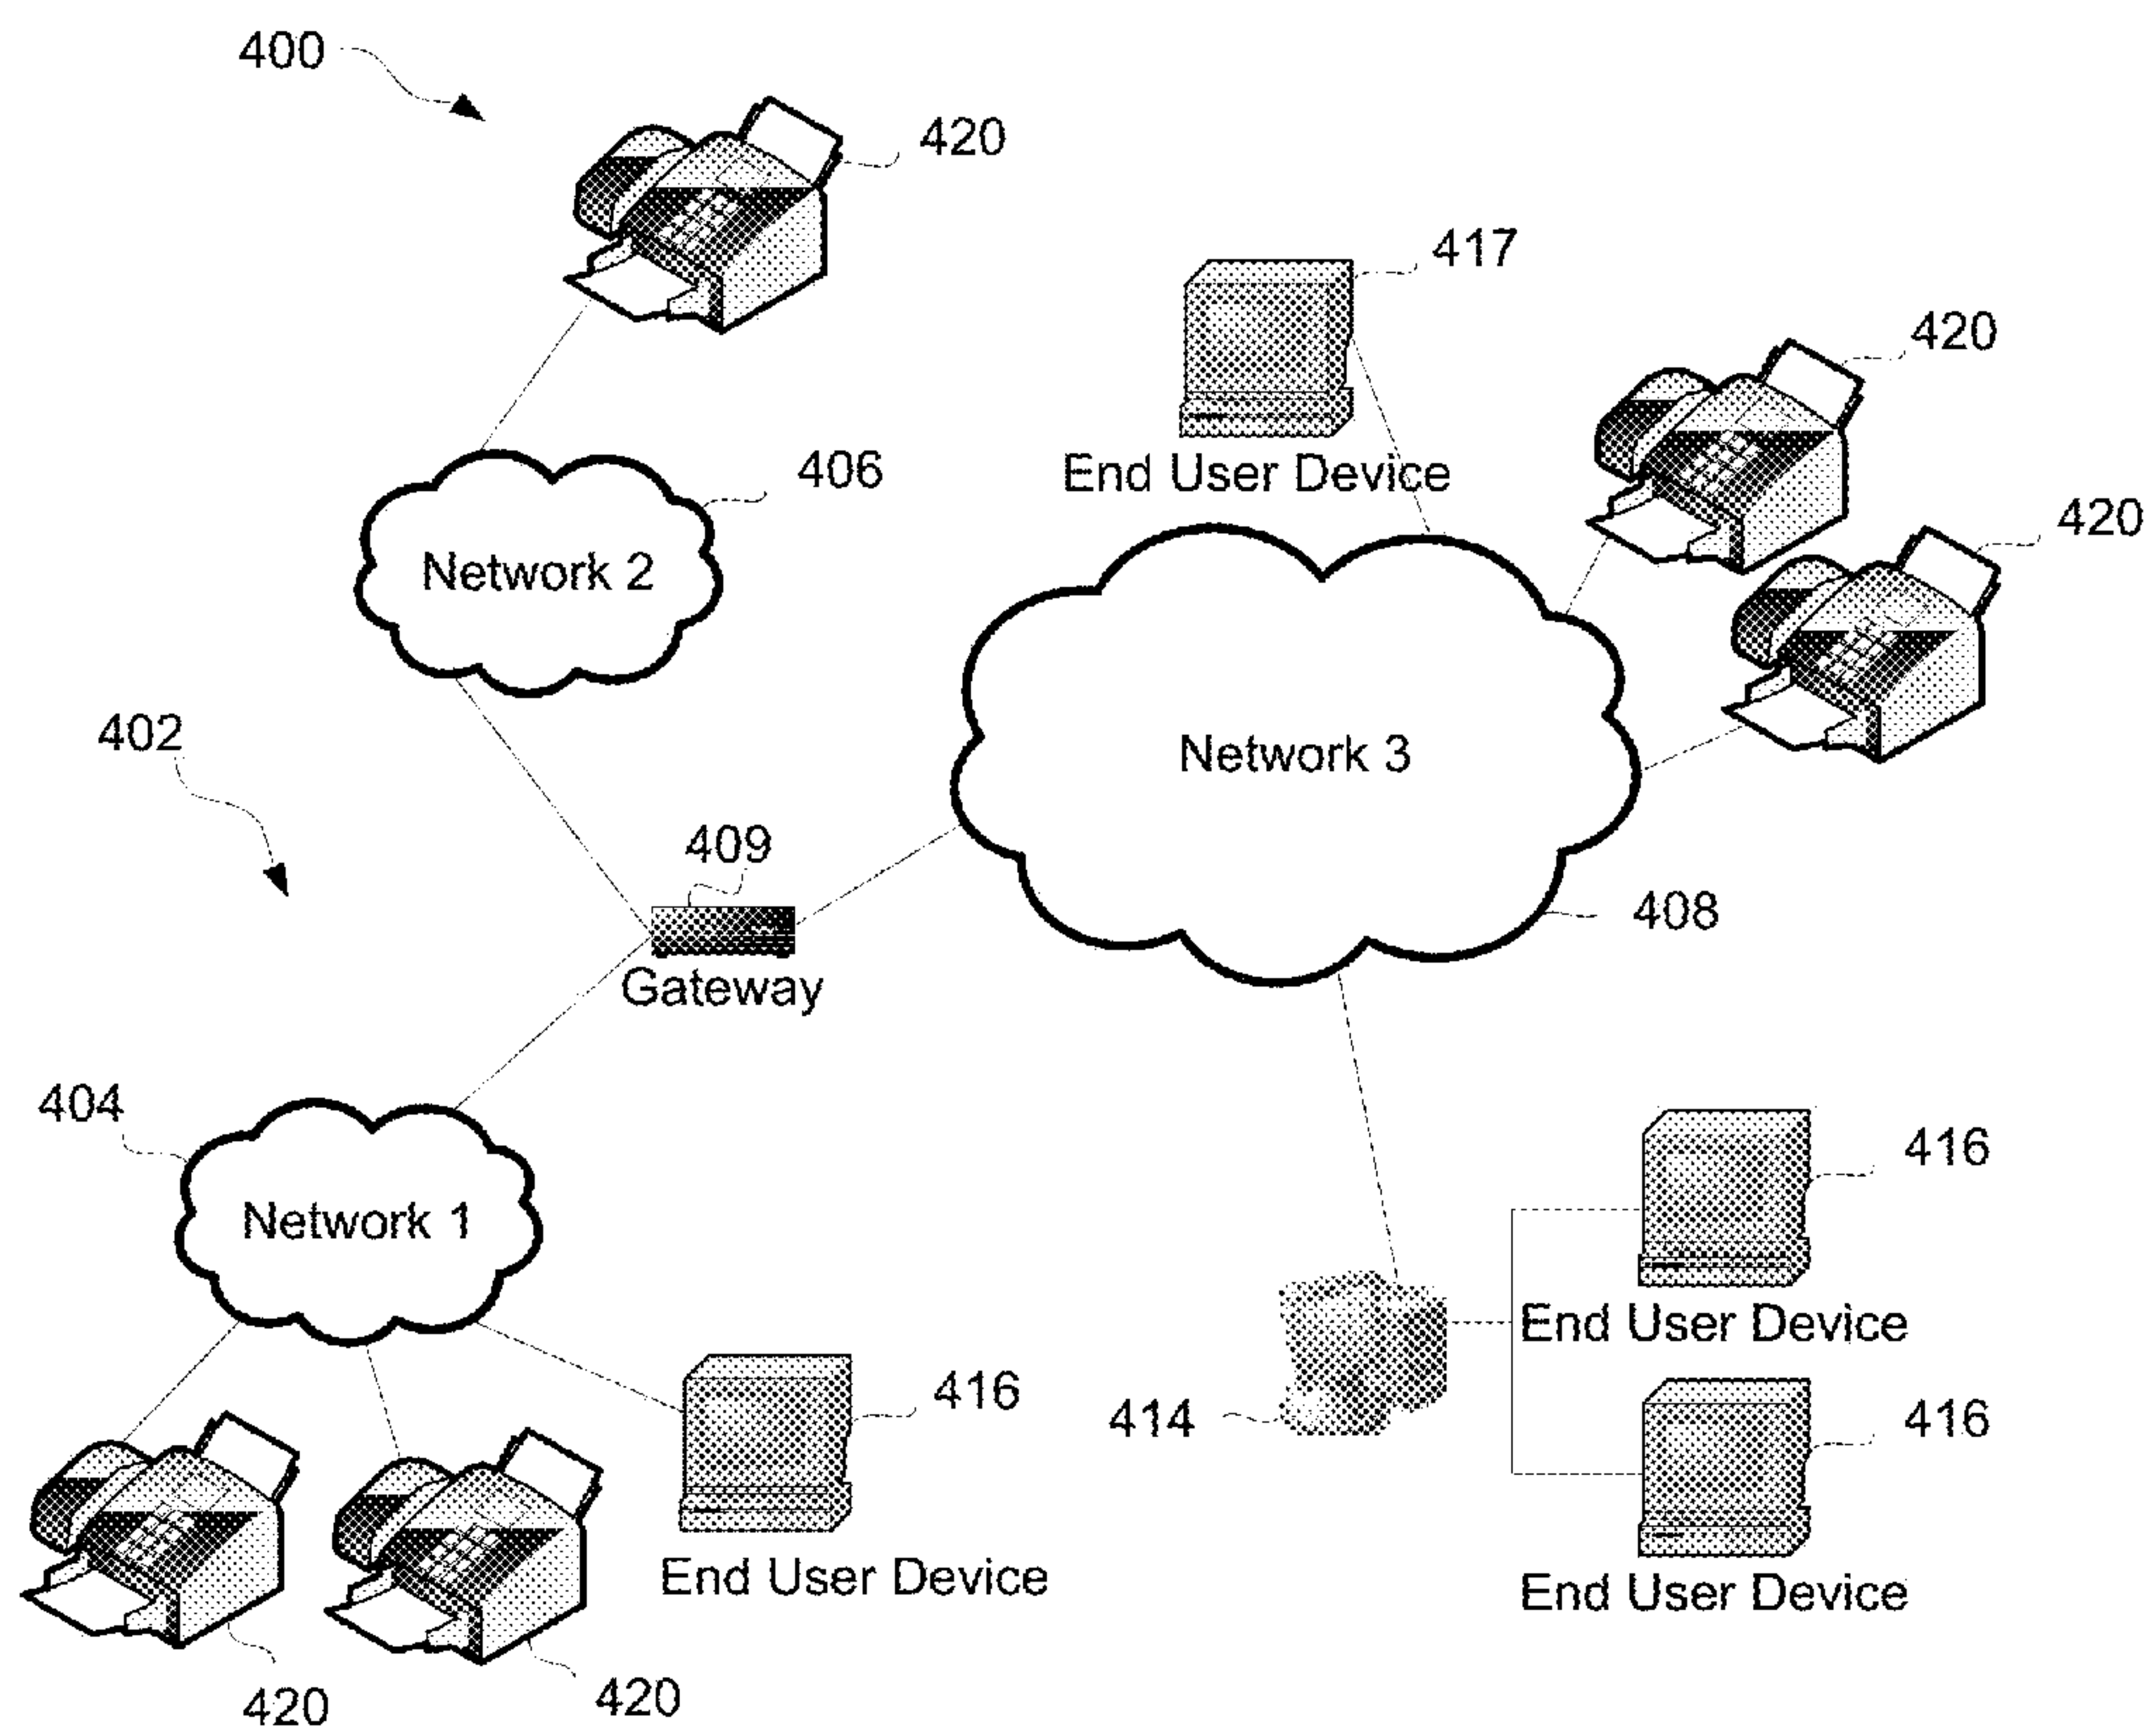 400
420
417
End User Device
420
420
406
Network 2
Network 3
402
409
Gateway
408
404
Network 1
416
End User Device
416
End User Device
414
416
End User Device
420
420